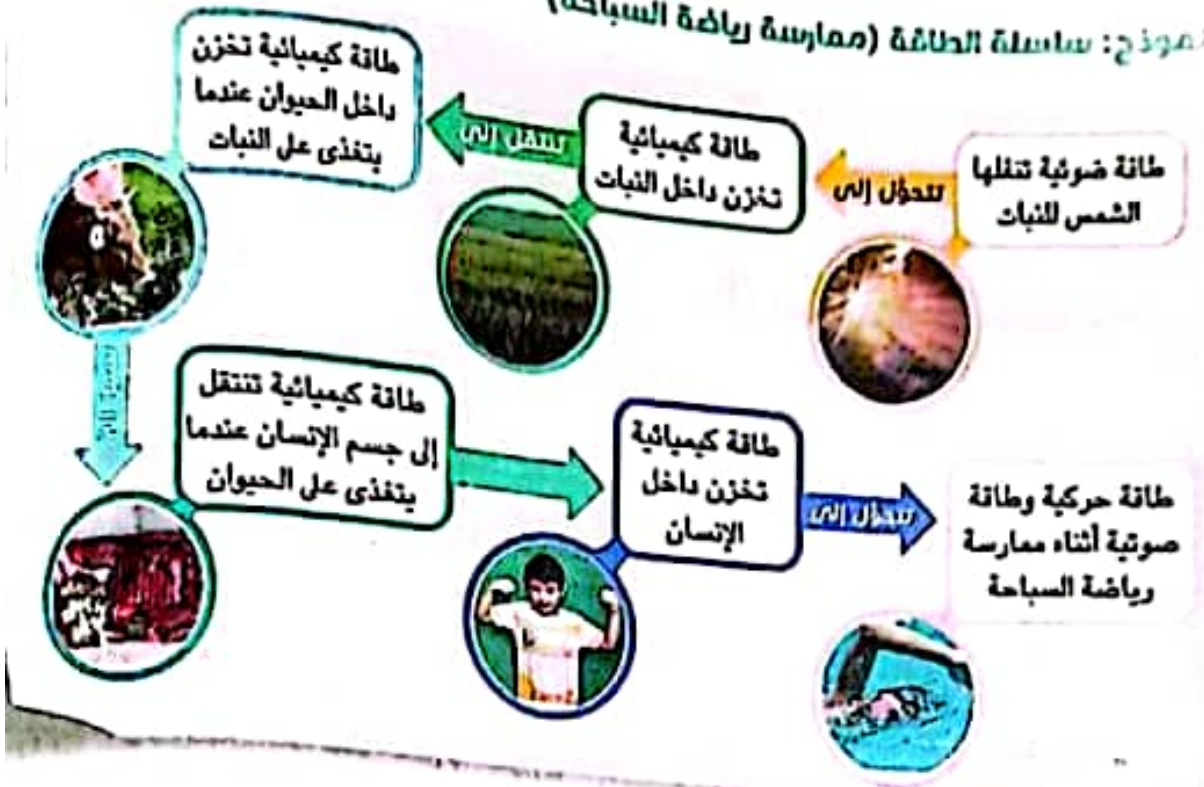 نموذج: سلسلة الطاقة (ممارسة رياضة السباحة)
طاقة ضوئية تنقلها
الشمس للنبات
تتحول إلى
طاقة كيميائية
تخزن داخل النبات
تنتقل إلى
طاقة كيميائية تخزن
داخل الحيوان عندما
يتغذى على النبات
طاقة كيميائية تنتقل
إلى جسم الإنسان عندما
يتغذى على الحيوان
طاقة كيميائية
تخزن داخل
الإنسان
تتحول إلى
طاقة حركية وطاقة
صوتية أثناء ممارسة
رياضة السباحة